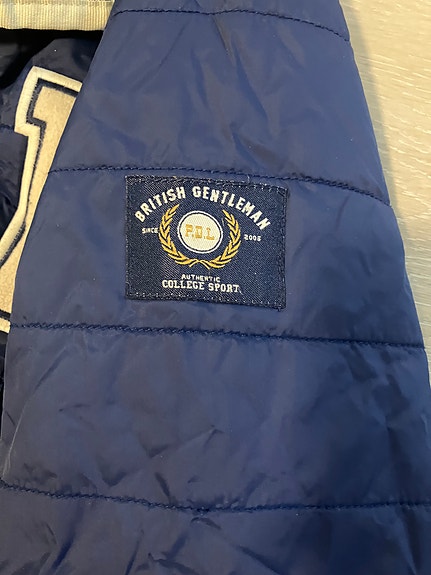 BRITISH GENTLEMAN
SINCE P.D.L 2005
AUTHENTIC
COLLEGE SPORT